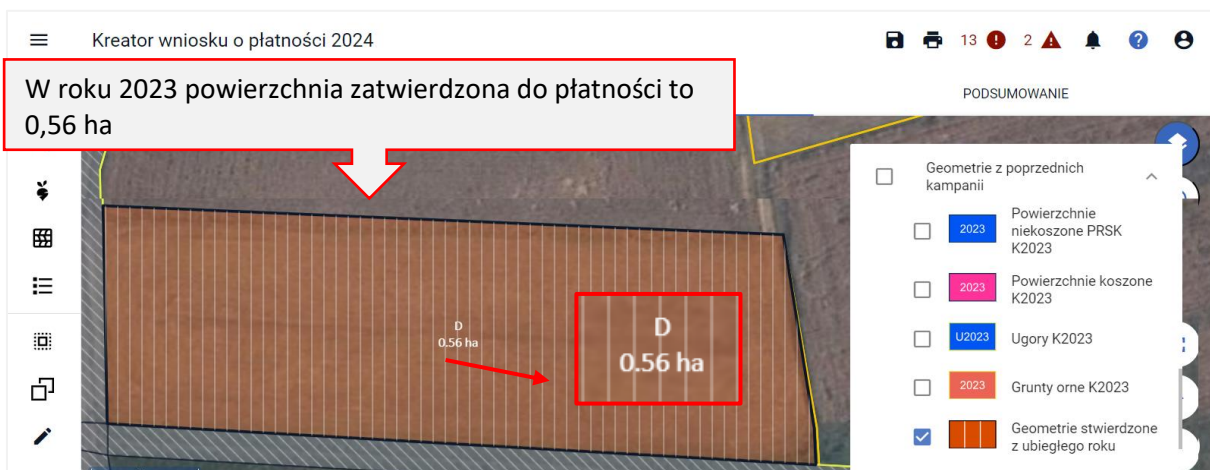 Kreator wniosku o płatności 2024
13
2
W roku 2023 powierzchnia zatwierdzona do płatności to
0,56 ha
PODSUMOWANIE
Geometrie z poprzednich
kampanii
2023
Powierzchnie
niekoszone PRSK
K2023
2023
Powierzchnie koszone
K2023
U2023
Ugory K2023
2023
Grunty orne K2023
Geometrie stwierdzone
z ubiegłego roku
D
0.56 ha
D
0.56 ha